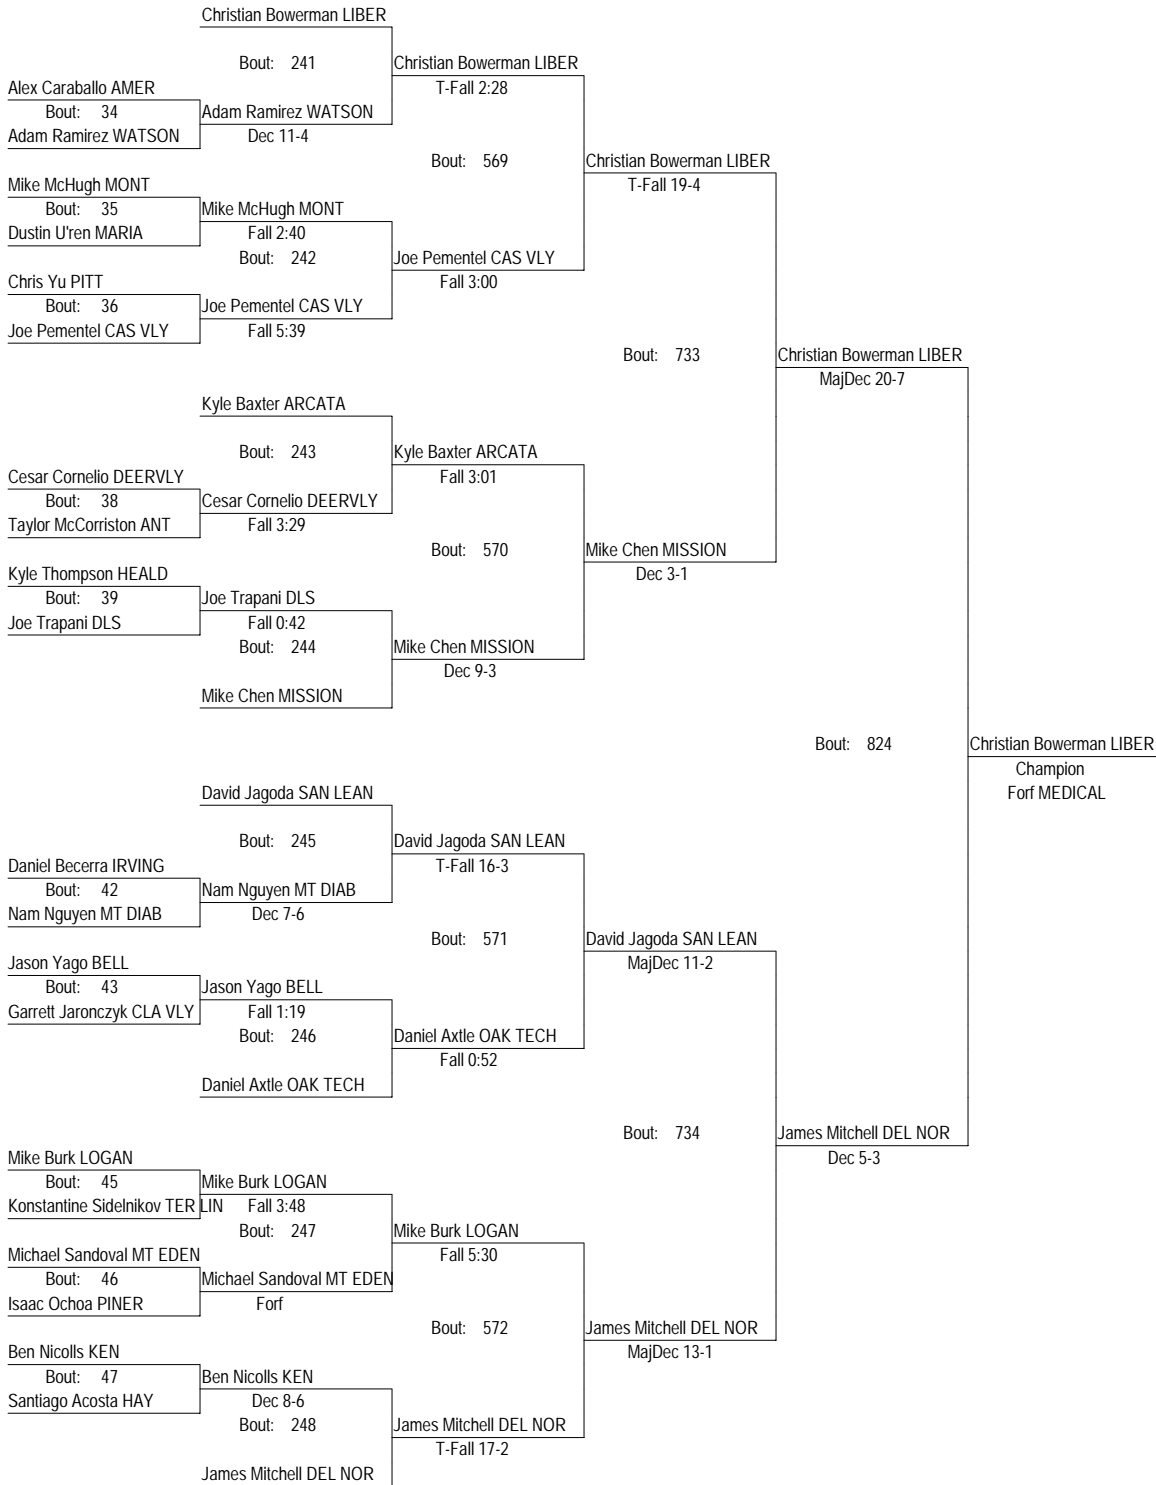 Christian Bowerman LIBER
Bout: 241
Christian Bowerman LIBER
Alex Caraballo AMER
T-Fall 2:28
Bout: 34
Adam Ramirez WATSON
Adam Ramirez WATSON
Dec 11-4
Bout: 569
Christian Bowerman LIBER
Mike McHugh MONT
T-Fall 19-4
Bout: 35
Mike McHugh MONT
Dustin U'ren MARIA
Fall 2:40
Bout: 242
Joe Pementel CAS VLY
Chris Yu PITT
Fall 3:00
Bout: 36
Joe Pementel CAS VLY
Joe Pementel CAS VLY
Fall 5:39
Bout: 733
Christian Bowerman LIBER
MajDec 20-7
Kyle Baxter ARCATA
Bout: 243
Kyle Baxter ARCATA
Cesar Cornelio DEERVLY
Fall 3:01
Bout: 38
Cesar Cornelio DEERVLY
Taylor McCorriston ANT
Fall 3:29
Bout: 570
Mike Chen MISSION
Kyle Thompson HEALD
Dec 3-1
Bout: 39
Joe Trapani DLS
Joe Trapani DLS
Fall 0:42
Bout: 244
Mike Chen MISSION
Dec 9-3
Mike Chen MISSION
Bout: 824
Christian Bowerman LIBER
Champion
Forf MEDICAL
David Jagoda SAN LEAN
Bout: 245
David Jagoda SAN LEAN
Daniel Becerra IRVING
T-Fall 16-3
Bout: 42
Nam Nguyen MT DIAB
Nam Nguyen MT DIAB
Dec 7-6
Bout: 571
David Jagoda SAN LEAN
Jason Yago BELL
MajDec 11-2
Bout: 43
Jason Yago BELL
Garrett Jaronczyk CLA VLY
Fall 1:19
Bout: 246
Daniel Axtle OAK TECH
Fall 0:52
Daniel Axtle OAK TECH
Bout: 734
James Mitchell DEL NOR
Mike Burk LOGAN
Dec 5-3
Bout: 45
Mike Burk LOGAN
Konstantine Sidelnikov TER LIN
Fall 3:48
Bout: 247
Mike Burk LOGAN
Michael Sandoval MT EDEN
Fall 5:30
Bout: 46
Michael Sandoval MT EDEN
Isaac Ochoa PINER
Forf
Bout: 572
James Mitchell DEL NOR
Ben Nicolls KEN
MajDec 13-1
Bout: 47
Ben Nicolls KEN
Santiago Acosta HAY
Dec 8-6
Bout: 248
James Mitchell DEL NOR
T-Fall 17-2
James Mitchell DEL NOR